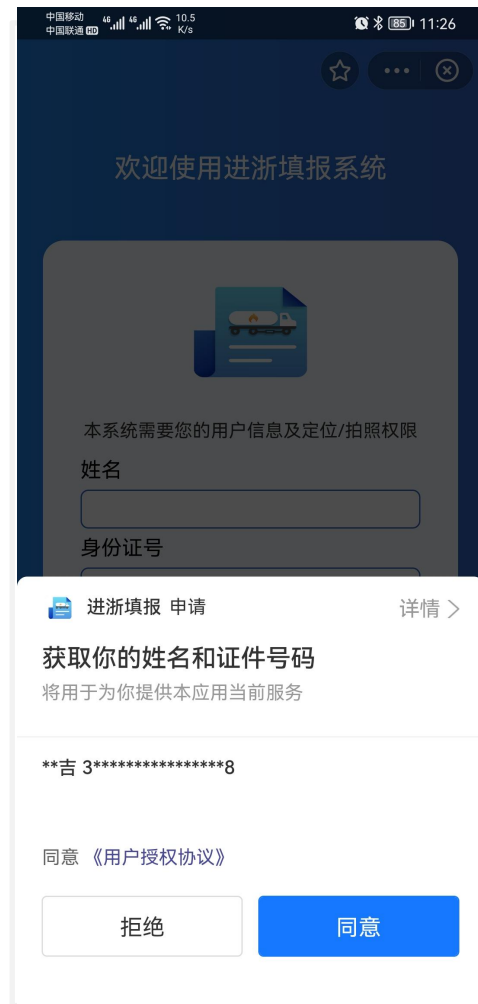 中国移动
中国联通 HD
46 46 10.5 K/s
85 11:26
欢迎使用进浙填报系统
本系统需要您的用户信息及定位/拍照权限
姓名
身份证号
进浙填报 申请
详情 >
获取你的姓名和证件号码
将用于为你提供本应用当前服务
**吉 3****************8
同意 《用户授权协议》
拒绝
同意